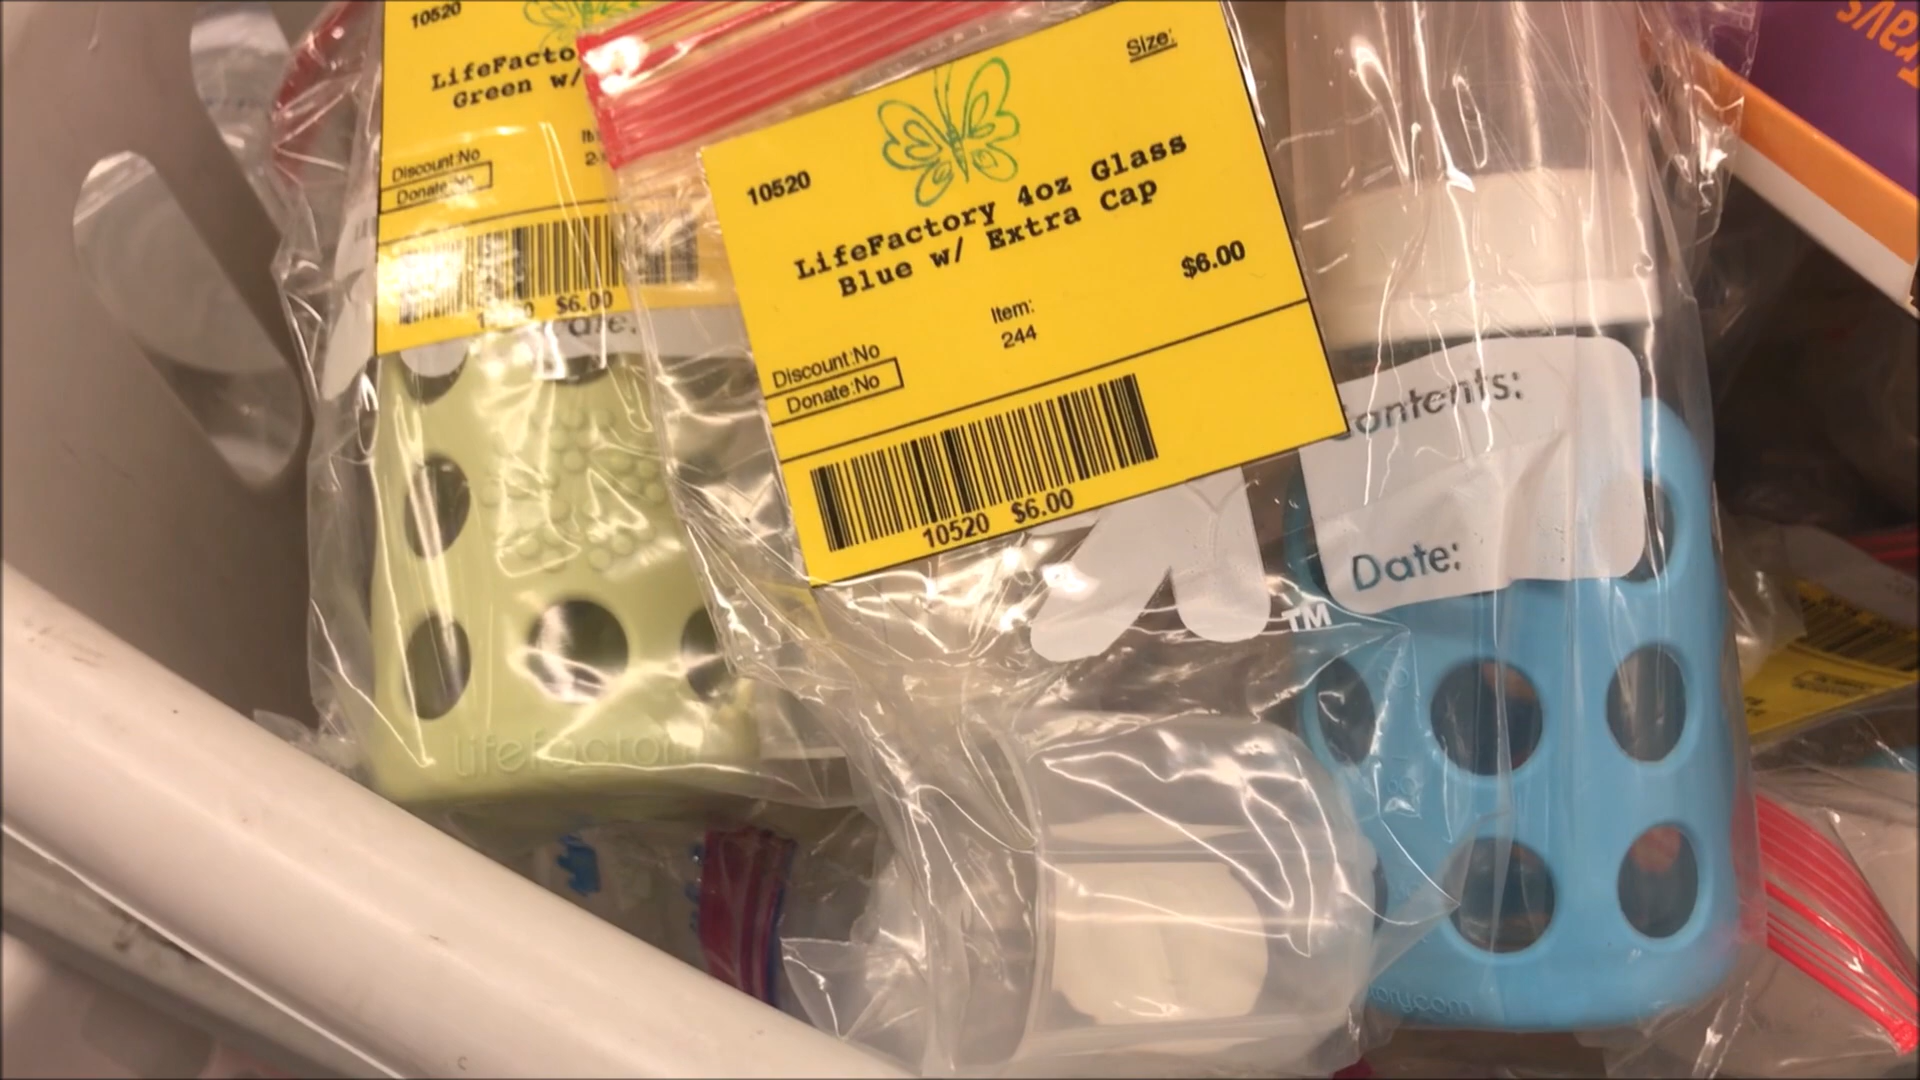 10520
LifeFacto
Green w/
Discount:No
Donate:No
$6.00
Size:
10520
LifeFactory 4oz Glass
Blue w/ Extra Cap
$6.00
Item:
244
Discount:No
Donate:No
10520 $6.00
Contents:
Date:
TM
lifefactory